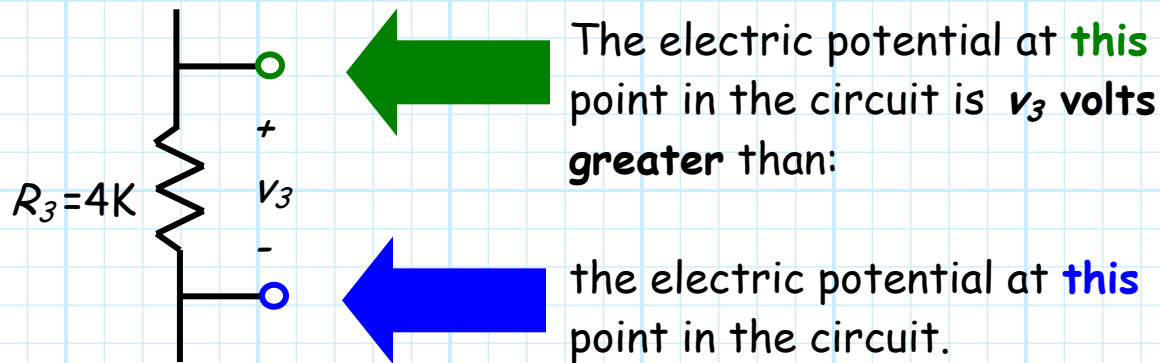 The electric potential at this
point in the circuit is v₃ volts
greater than:
+
R₃=4K
v₃
-
the electric potential at this
point in the circuit.